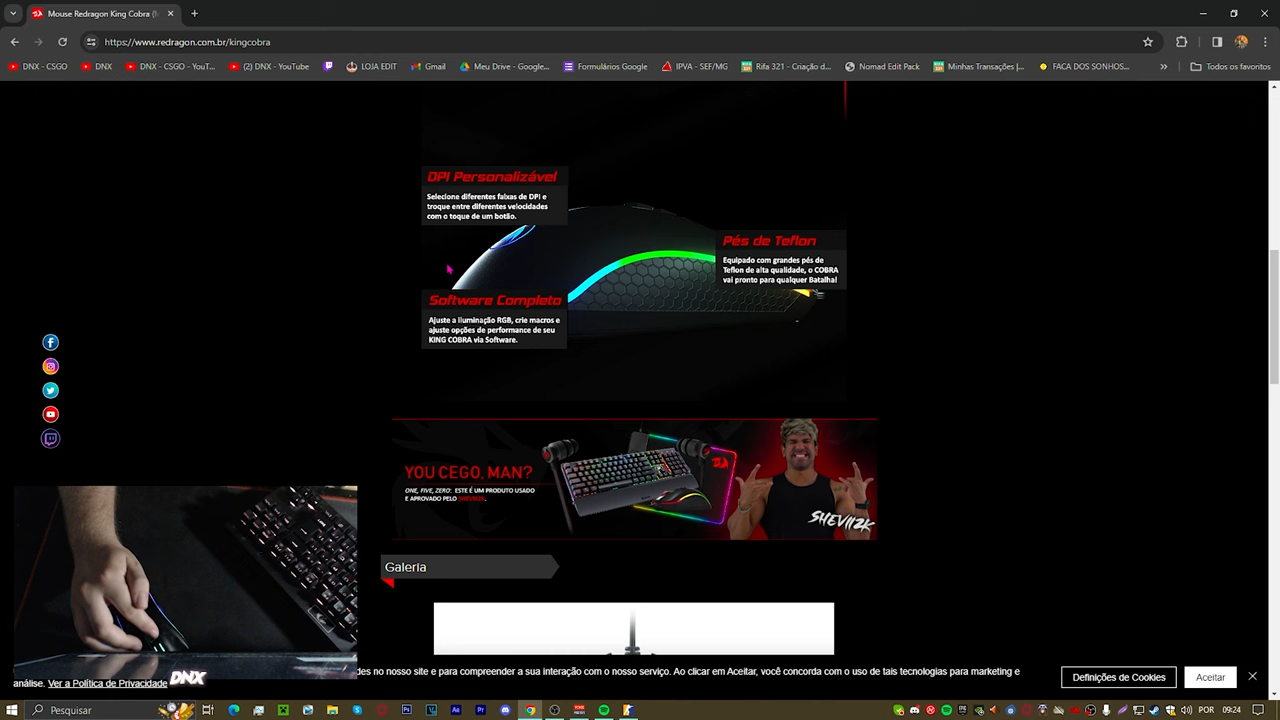 Mouse Redragon King Cobra (M
https://www.redragon.com.br/kingcobra
DNX - CSGO
DNX
DNX - CSGO - YouT...
(2) DNX - YouTube
LOJA EDIT
Gmail
Meu Drive - Google...
Formulários Google
IPVA - SEF/MG
Rifa 321 - Criação d...
Nomad Edit Pack
Minhas Transações |...
FACA DOS SONHOS...
Todos os favoritos
DPI Personalizável
Selecione diferentes faixas de DPI e
troque entre diferentes velocidades
com o toque de um botão.
Pés de Teflon
Equipado com grandes pés de
Teflon de alta qualidade, o COBRA
vai pronto para qualquer Batalha!
Software Completo
Ajuste a iluminação RGB, crie macros e
ajuste opções de performance de seu
KING COBRA via Software.
YOU CEGO, MAN?
ONE, FIVE, ZERO: ESTE É UM PRODUTO USADO
E APROVADO PELO SHEVII2K.
SHEVII2K
Galeria
des no nosso site e para compreender a sua interação com o nosso serviço. Ao clicar em Aceitar, você concorda com o uso de tais tecnologias para marketing e
análise. Ver a Política de Privacidade
DNX
Definições de Cookies
Aceitar
Pesquisar
POR
09:24